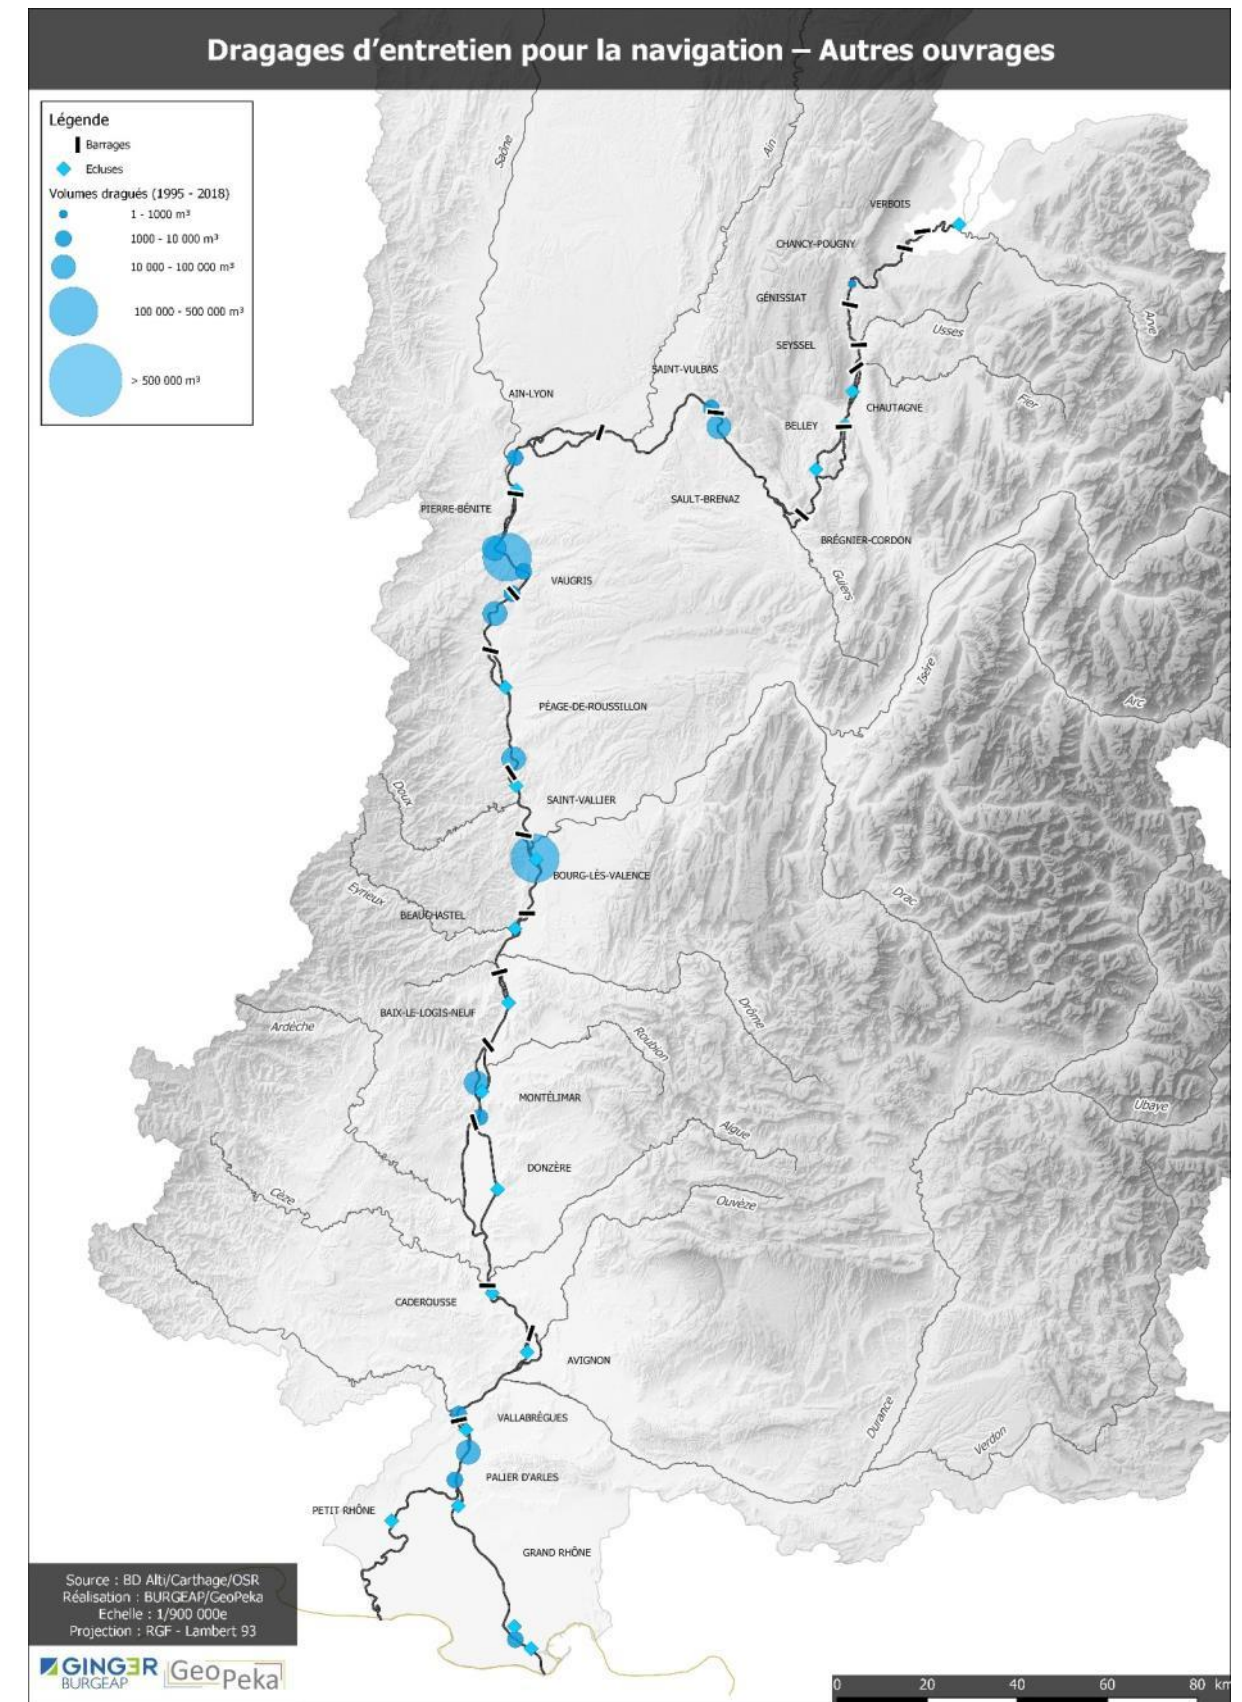 Dragages d'entretien pour la navigation – Autres ouvrages
Légende
Barrages
Ecluses
Volumes dragués (1995 - 2018)
1 - 1000 m³
1000 - 10 000 m³
10 000 - 100 000 m³
100 000 - 500 000 m³
> 500 000 m³
Saône
Ain
VERBOIS
CHANCY-POUGNY
GÉNISSIAT
Arve
Usses
SEYSSEL
SAINT-VULBAS
AIN-LYON
Fier
CHAUTAGNE
BELLEY
SAULT-BRENAZ
PIERRE-BÉNITE
BRÉGNIER-CORDON
VAUGRIS
Guiers
Isère
Arc
PÉAGE-DE-ROUSSILLON
Doux
SAINT-VALLIER
BOURG-LÈS-VALENCE
Eyrieux
Drac
BEAUCHASTEL
BAIX-LE-LOGIS-NEUF
Drôme
Ardèche
Roubion
MONTÉLIMAR
Ubaye
Aigue
DONZÈRE
Cèze
Ouvèze
CADEROUSSE
AVIGNON
VALLABRÈGUES
Durance
Verdon
PALIER D'ARLES
PETIT RHÔNE
GRAND RHÔNE
Source : BD Alti/Carthage/OSR
Réalisation : BURGEAP/GeoPeka
Echelle : 1/900 000e
Projection : RGF - Lambert 93
GINGER
BURGEAP
GeoPeka
0 20 40 60 80 km